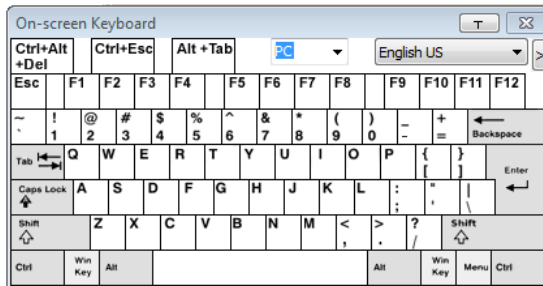 On-screen Keyboard
Ctrl+Alt +Del Ctrl+Esc Alt +Tab PC English US >
Esc F1 F2 F3 F4 F5 F6 F7 F8 F9 F10 F11 F12
~ ` ! 1 @ 2 # 3 $ 4 % 5 ^ 6 & 7 * 8 ( 9 ) 0 _ - + = Backspace
Tab Q W E R T Y U I O P { [ } ] Enter
Caps Lock A S D F G H J K L : ; " ' | \
Shift Z X C V B N M < , > . ? / Shift
Ctrl Win Key Alt Alt Win Key Menu Ctrl